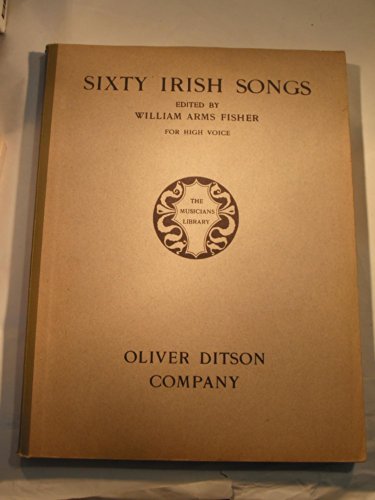 SIXTY IRISH SONGS
EDITED BY
WILLIAM ARMS FISHER
FOR HIGH VOICE
THE
MUSICIANS
LIBRARY
OLIVER DITSON
COMPANY